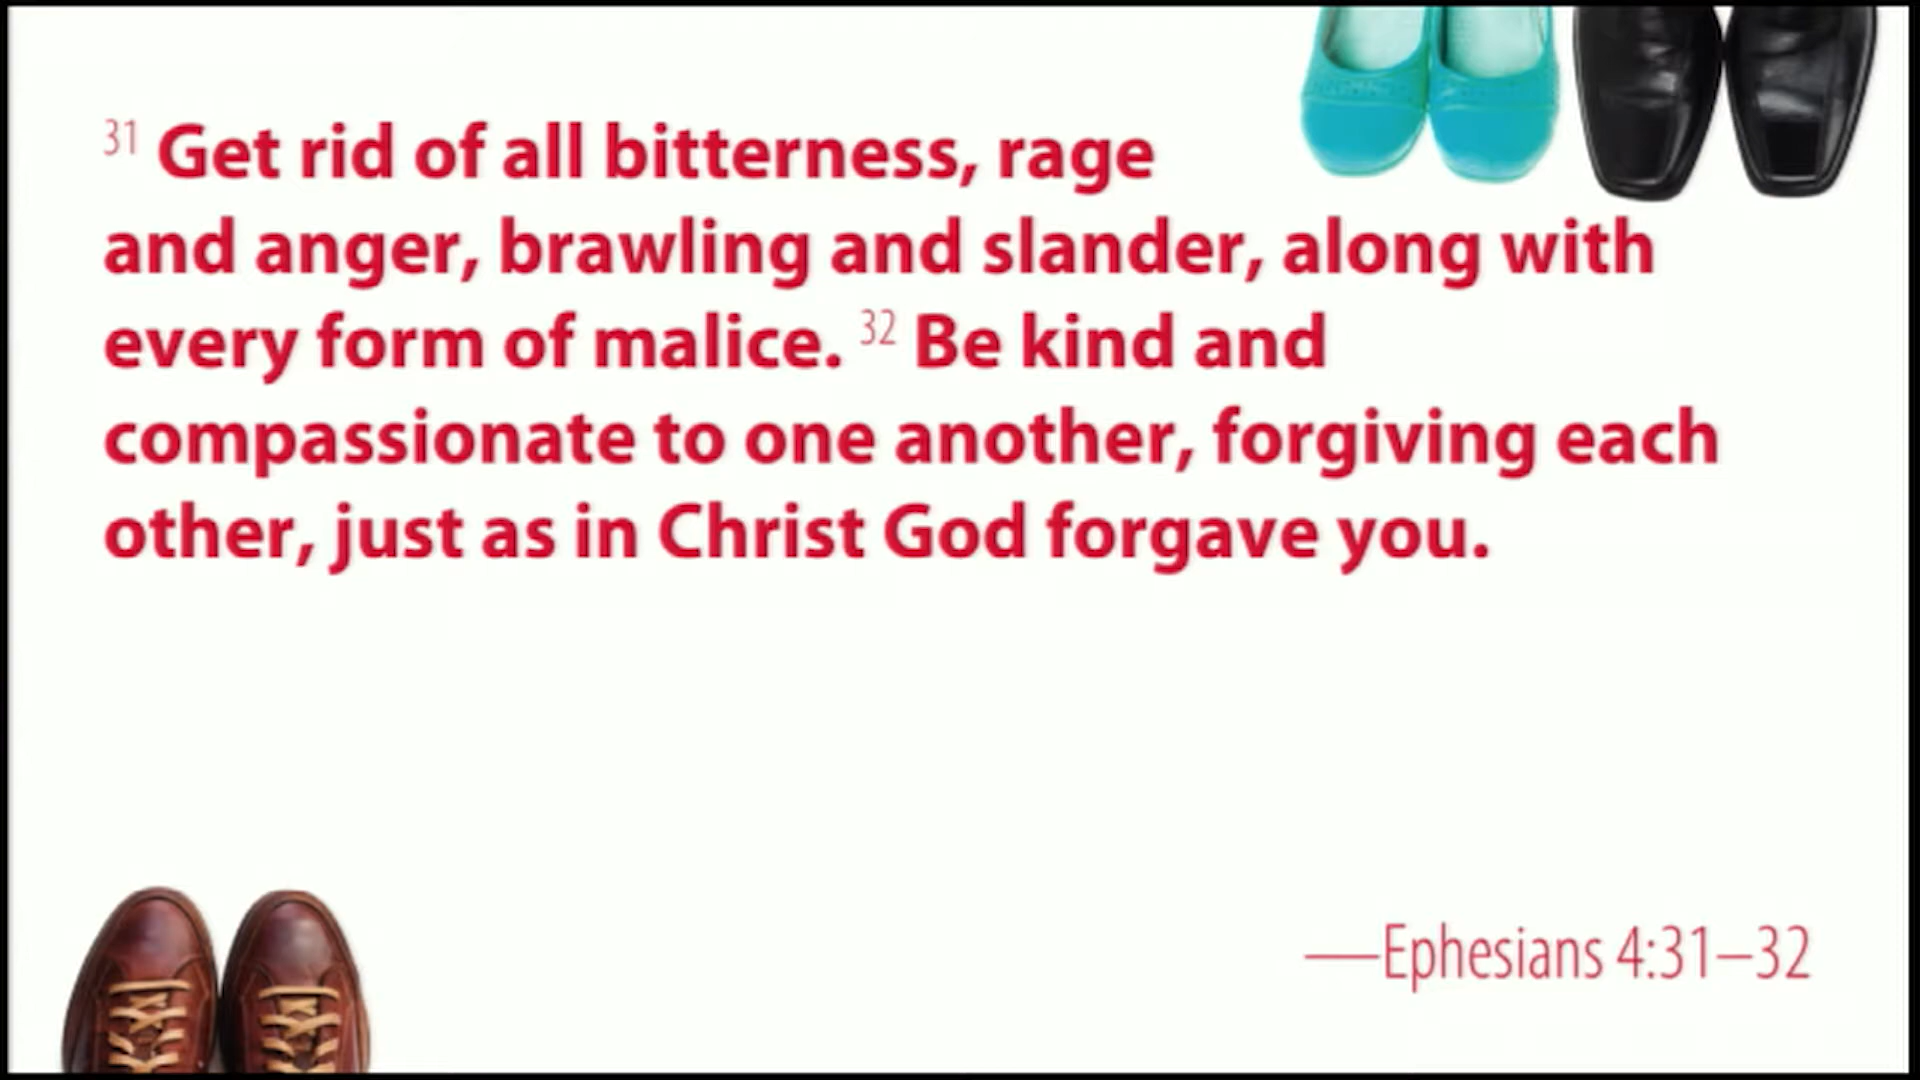 31 Get rid of all bitterness, rage
and anger, brawling and slander, along with
every form of malice. 32 Be kind and
compassionate to one another, forgiving each
other, just as in Christ God forgave you.
—Ephesians 4:31–32